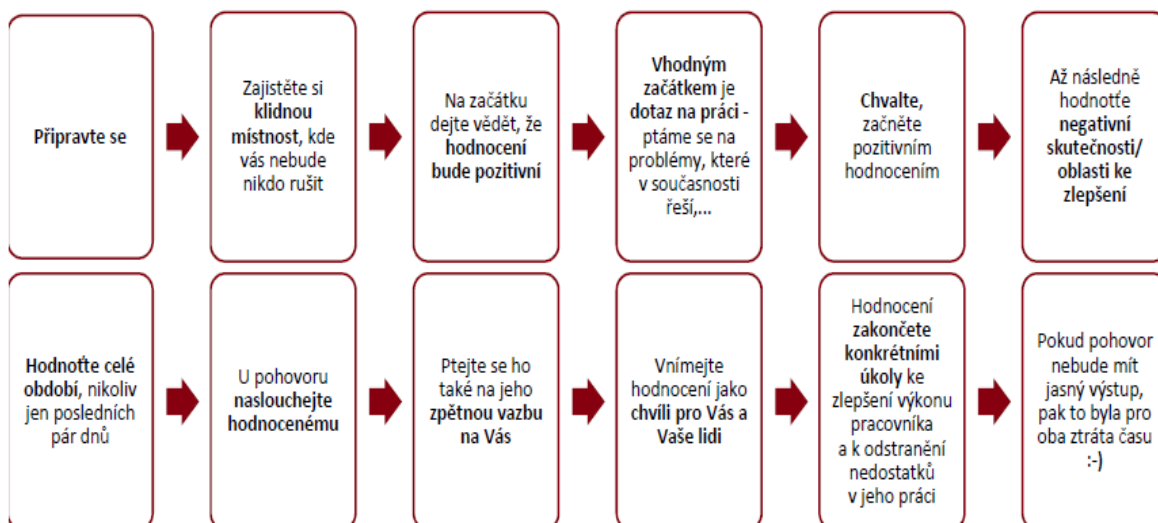 Připravte se
Zajistěte si
klidnou
místnost, kde
vás nebude
nikdo rušit
Na začátku
dejte vědět, že
hodnocení
bude pozitivní
Vhodným
začátkem je
dotaz na práci -
ptáme se na
problémy, které
v současnosti
řeší,...
Chvalte,
začněte
pozitivním
hodnocením
Až následně
hodnoťte
negativní
skutečnosti/
oblasti ke
zlepšení
Hodnoťte celé
období, nikoliv
jen posledních
pár dnů
U pohovoru
naslouchejte
hodnocenému
Ptejte se ho
také na jeho
zpětnou vazbu
na Vás
Vnímejte
hodnocení jako
chvíli pro Vás a
Vaše lidi
Hodnocení
zakončete
konkrétními
úkoly ke
zlepšení výkonu
pracovníka
a k odstranění
nedostatků
v jeho práci
Pokud pohovor
nebude mít
jasný výstup,
pak to byla pro
oba ztráta času
:-)